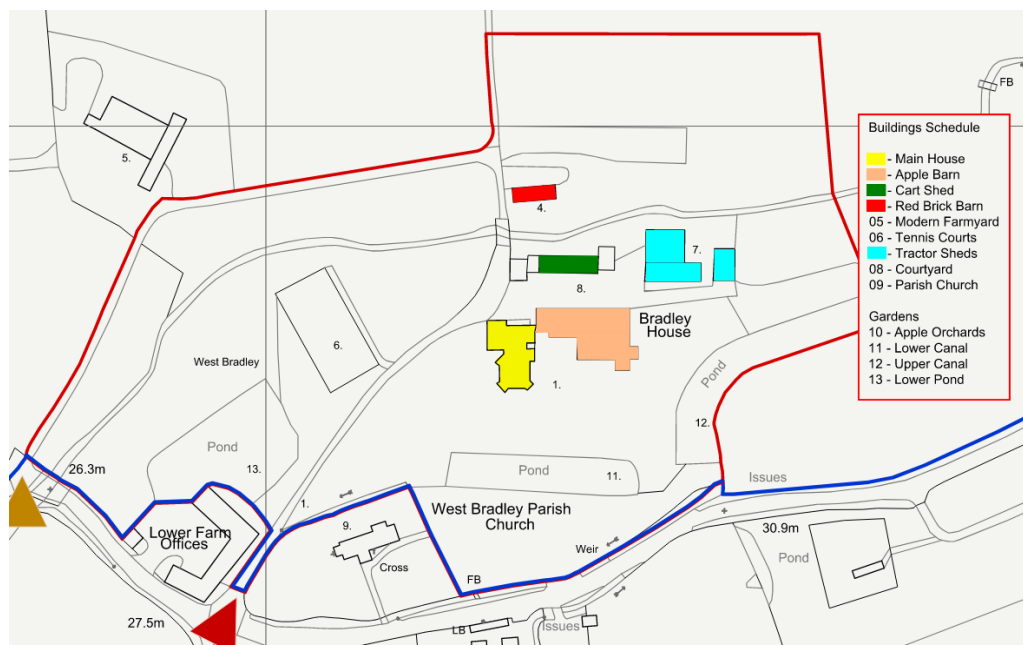 FB
Buildings Schedule
- Main House
- Apple Barn
- Cart Shed
- Red Brick Barn
05 - Modern Farmyard
06 - Tennis Courts
- Tractor Sheds
08 - Courtyard
09 - Parish Church
Gardens
10 - Apple Orchards
11 - Lower Canal
12 - Upper Canal
13 - Lower Pond
5.
4.
7.
8.
Bradley
House
6.
West Bradley
1.
Pond
12.
Pond
13.
26.3m
Pond
11.
Issues
1.
9.
West Bradley Parish
Church
Lower Farm
Offices
30.9m
Weir
Pond
Cross
FB
27.5m
LB
Issues